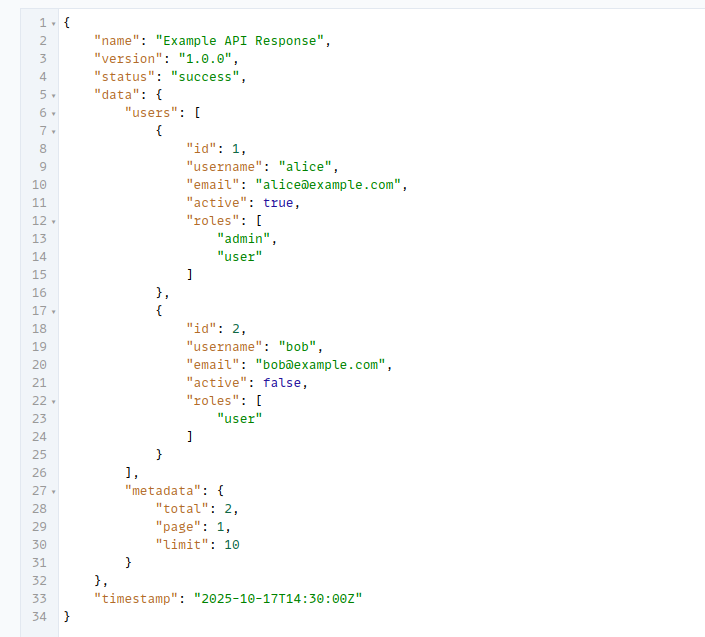 1 {
2     "name": "Example API Response",
3     "version": "1.0.0",
4     "status": "success",
5     "data": {
6         "users": [
7             {
8                 "id": 1,
9                 "username": "alice",
10                 "email": "alice@example.com",
11                 "active": true,
12                 "roles": [
13                     "admin",
14                     "user"
15                 ]
16             },
17             {
18                 "id": 2,
19                 "username": "bob",
20                 "email": "bob@example.com",
21                 "active": false,
22                 "roles": [
23                     "user"
24                 ]
25             }
26         ],
27         "metadata": {
28             "total": 2,
29             "page": 1,
30             "limit": 10
31         }
32     },
33     "timestamp": "2025-10-17T14:30:00Z"
34 }